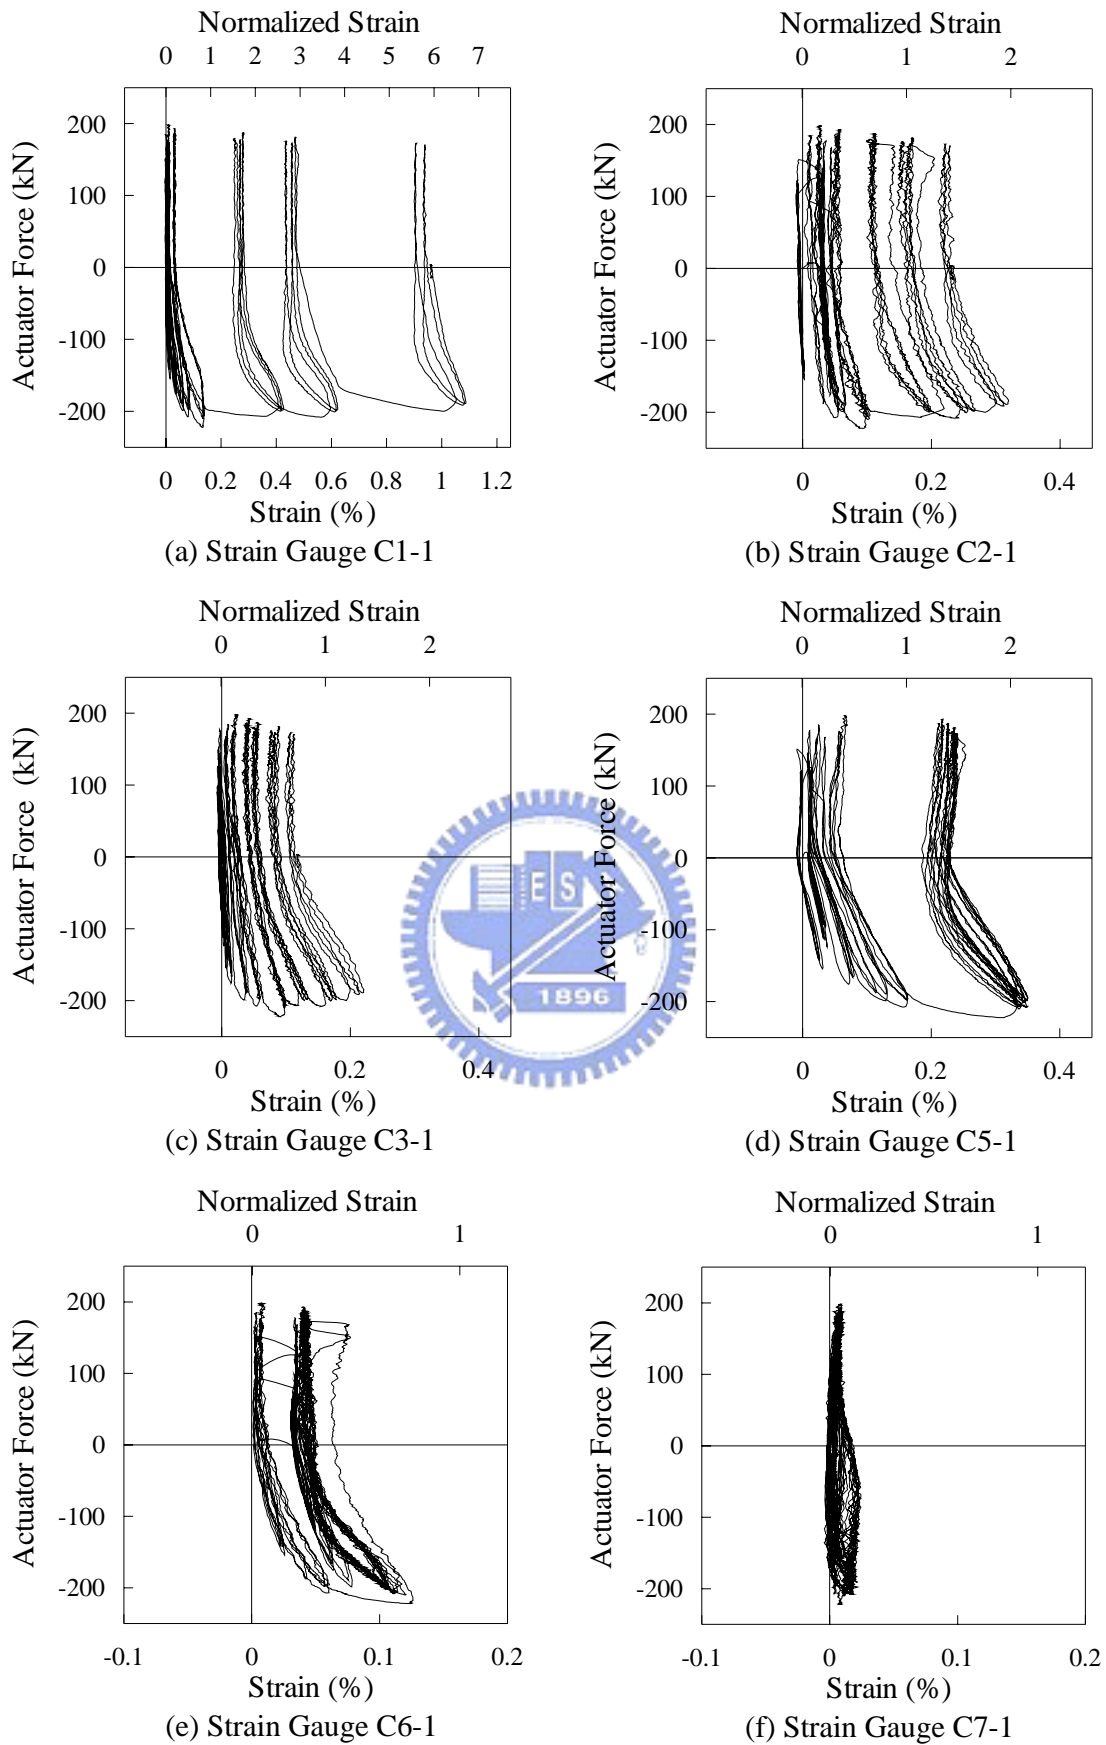 Normalized Strain
0 1 2 3 4 5 6 7
Actuator Force (kN)
200
100
0
-100
-200
0 0.2 0.4 0.6 0.8 1 1.2
Strain (%)
(a) Strain Gauge C1-1
Normalized Strain
0 1 2
Actuator Force (kN)
200
100
0
-100
-200
0 0.2 0.4
Strain (%)
(b) Strain Gauge C2-1
Normalized Strain
0 1 2
Actuator Force (kN)
200
100
0
-100
-200
0 0.2 0.4
Strain (%)
(c) Strain Gauge C3-1
Normalized Strain
0 1 2
Actuator Force (kN)
200
100
0
-100
-200
0 0.2 0.4
Strain (%)
(d) Strain Gauge C5-1
E S
1896
Normalized Strain
0 1
Actuator Force (kN)
200
100
0
-100
-200
-0.1 0 0.1 0.2
Strain (%)
(e) Strain Gauge C6-1
Normalized Strain
0 1
Actuator Force (kN)
200
100
0
-100
-200
-0.1 0 0.1 0.2
Strain (%)
(f) Strain Gauge C7-1